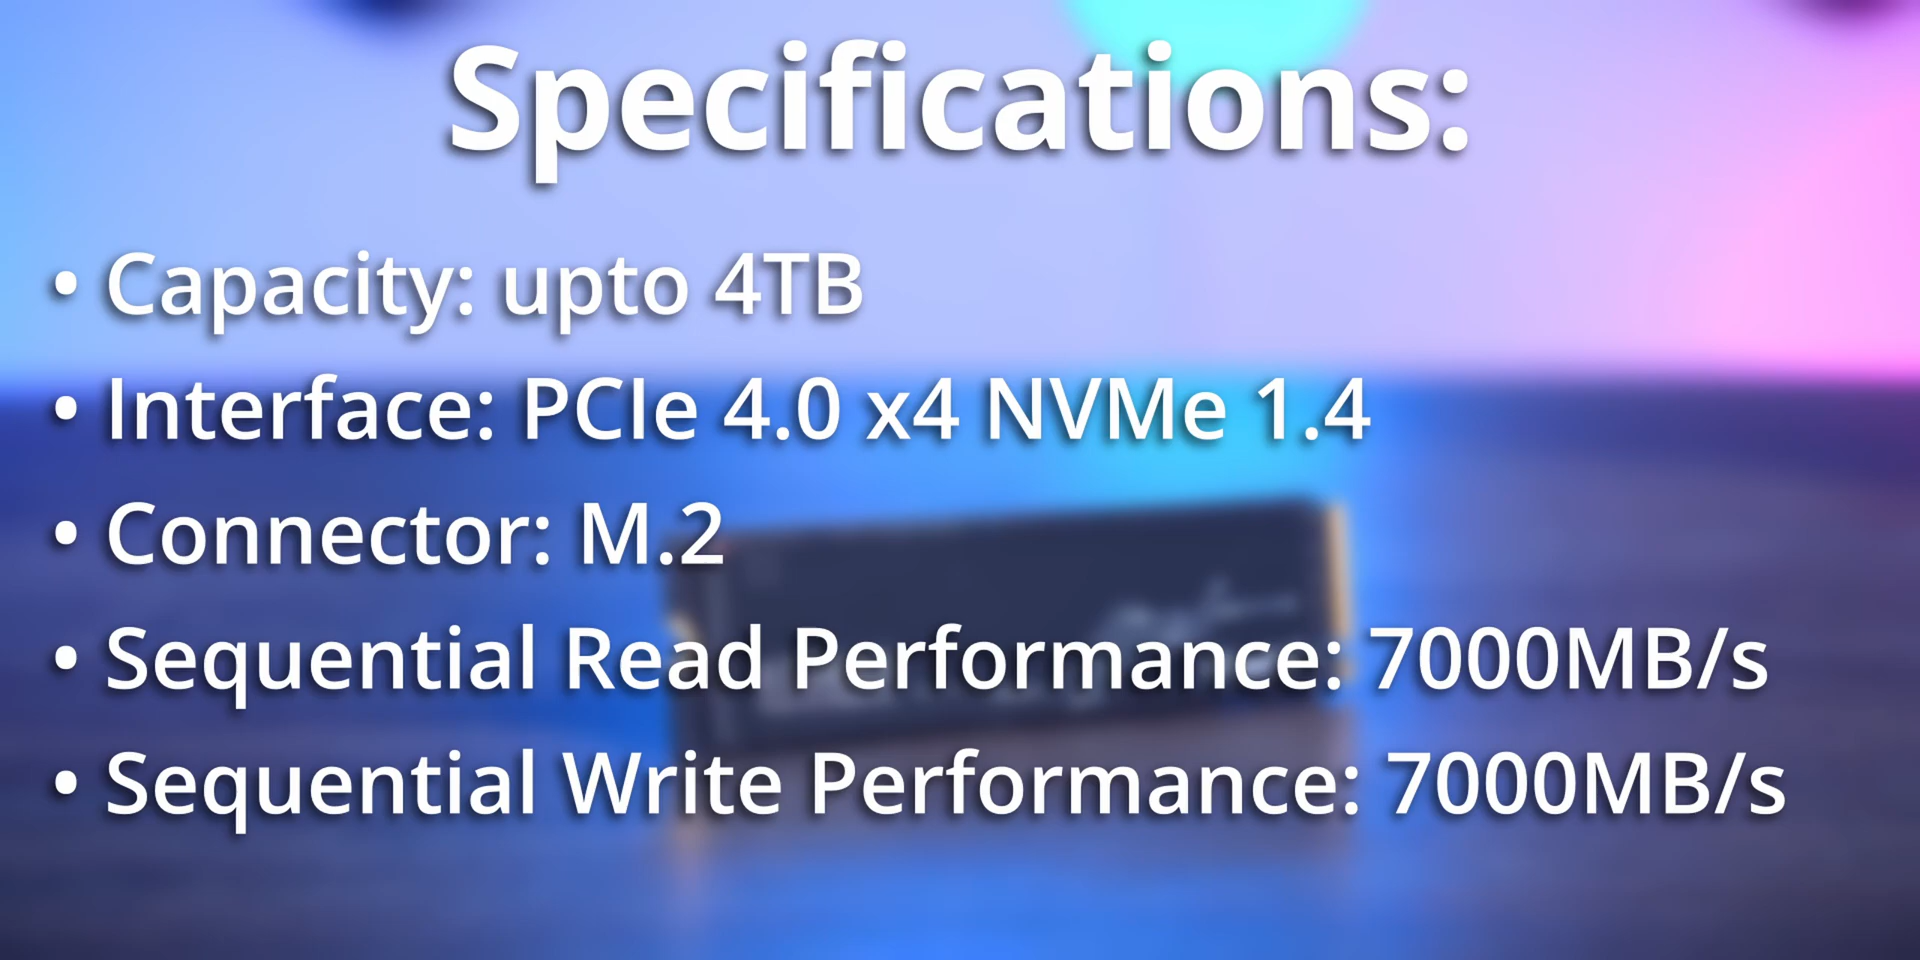 Specifications:
• Capacity: upto 4TB
• Interface: PCIe 4.0 x4 NVMe 1.4
• Connector: M.2
• Sequential Read Performance: 7000MB/s
• Sequential Write Performance: 7000MB/s